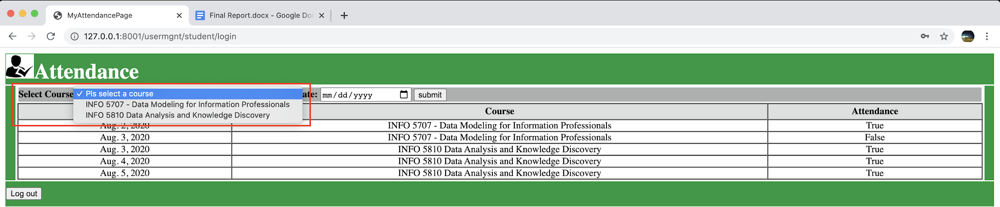 MyAttendancePage
Final Report.docx - Google Doc
127.0.0.1:8001/usermgnt/student/login
Attendance
Select Course ✓ Pls select a course ate: mm/dd/yyyy submit
INFO 5707 - Data Modeling for Information Professionals
INFO 5810 Data Analysis and Knowledge Discovery
Course Attendance
Aug. 2, 2020 INFO 5707 - Data Modeling for Information Professionals True
Aug. 3, 2020 INFO 5707 - Data Modeling for Information Professionals False
Aug. 3, 2020 INFO 5810 Data Analysis and Knowledge Discovery True
Aug. 4, 2020 INFO 5810 Data Analysis and Knowledge Discovery True
Aug. 5, 2020 INFO 5810 Data Analysis and Knowledge Discovery True
Log out